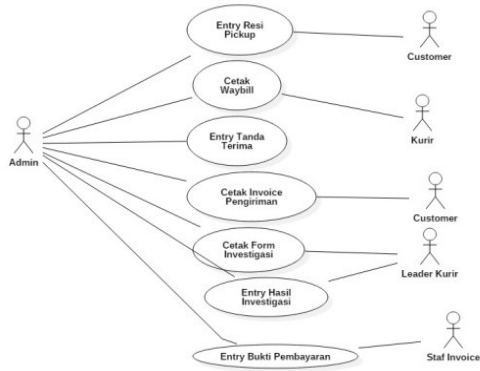 Entry Resi
Pickup
Customer
Cetak
Waybill
Kurir
Entry Tanda
Terima
Admin
Cetak Invoice
Pengiriman
Customer
Cetak Form
Investigasi
Leader Kurir
Entry Hasil
Investigasi
Entry Bukti Pembayaran
Staf Invoice